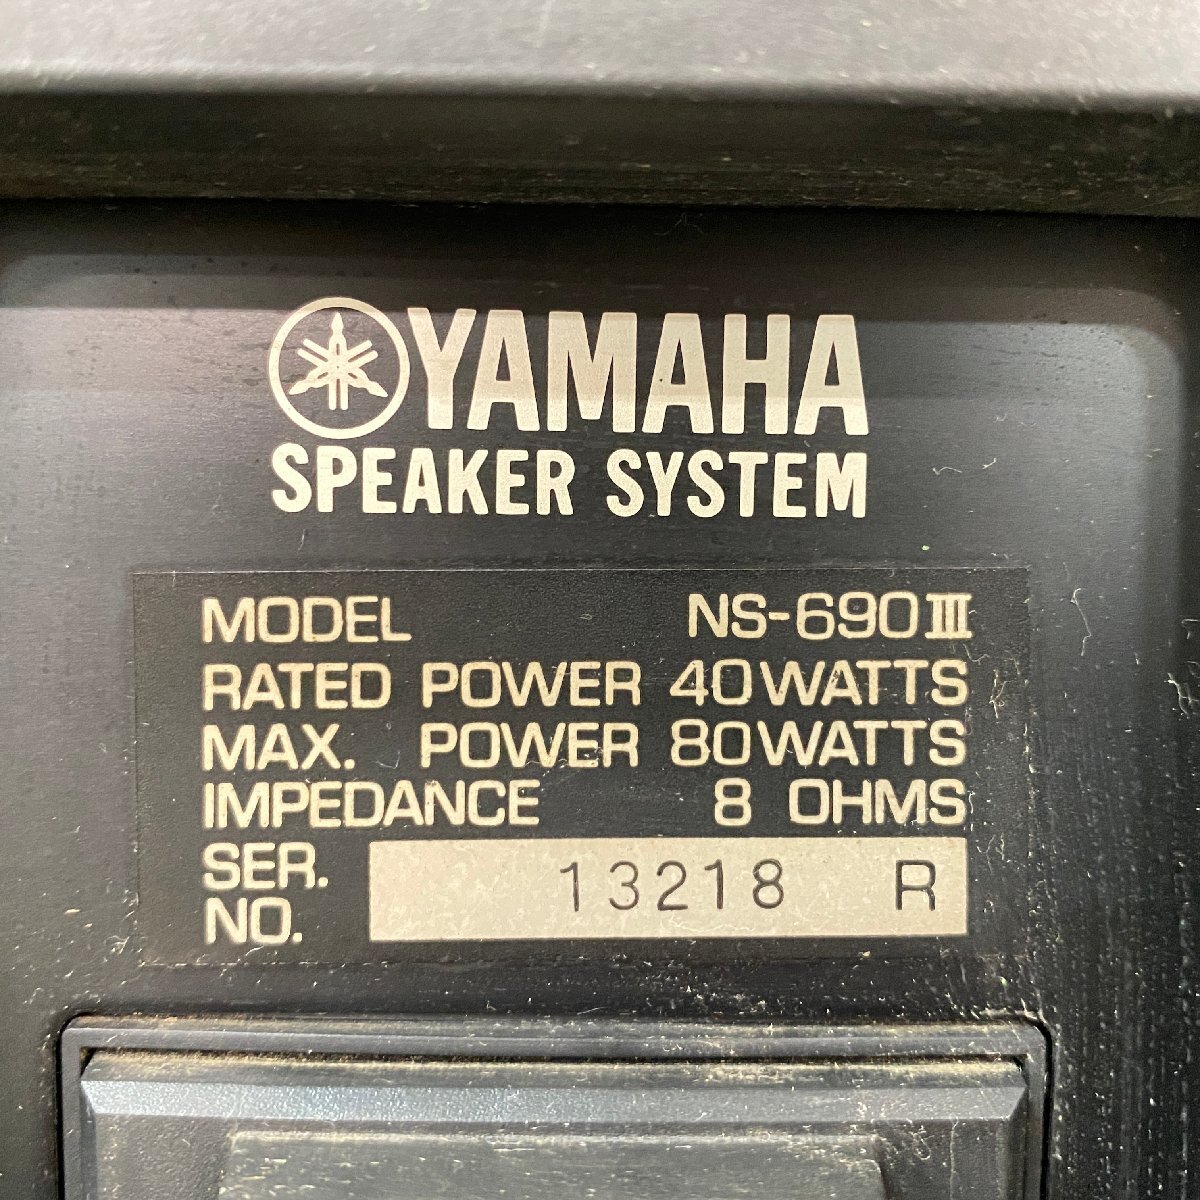 YAMAHA
SPEAKER SYSTEM
MODEL NS-690III
RATED POWER 40WATTS
MAX. POWER 80WATTS
IMPEDANCE 8 OHMS
SER. NO. 13218 R